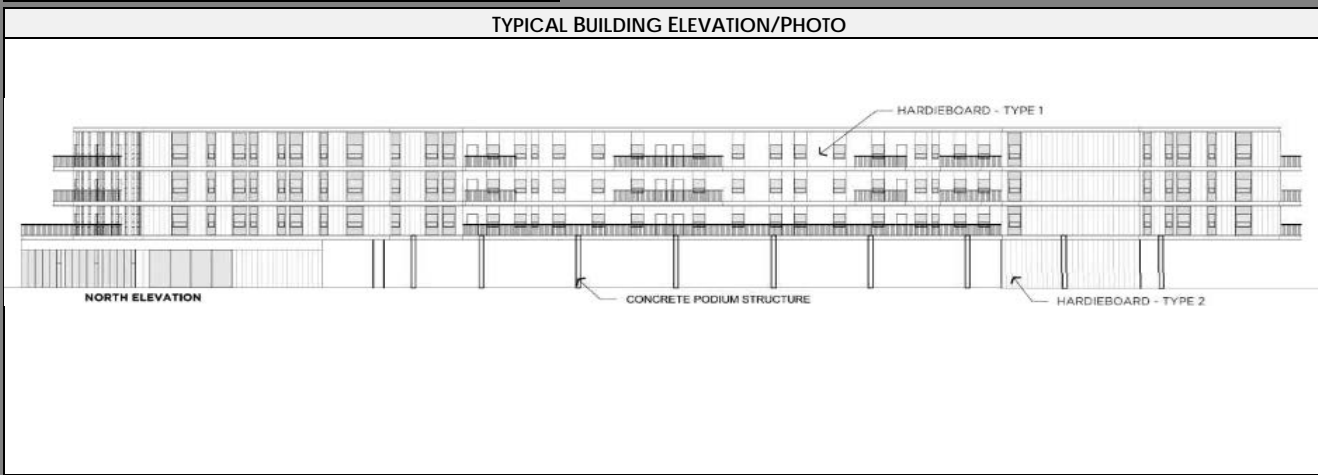 TYPICAL BUILDING ELEVATION/PHOTO
HARDIEBOARD - TYPE 1
NORTH ELEVATION
CONCRETE PODIUM STRUCTURE
HARDIEBOARD - TYPE 2